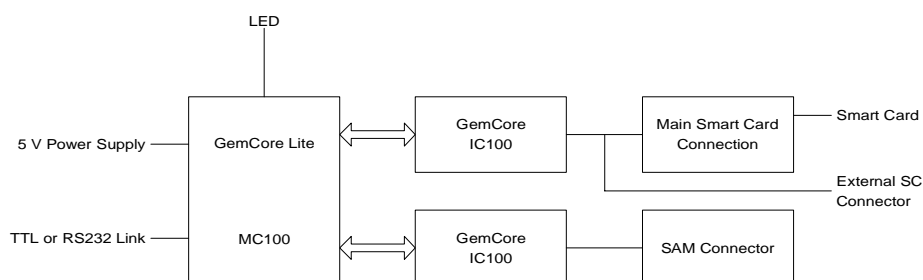 LED
5 V Power Supply
GemCore Lite
GemCore
IC100
Main Smart Card
Connection
Smart Card
External SC
Connector
TTL or RS232 Link
MC100
GemCore
IC100
SAM Connector